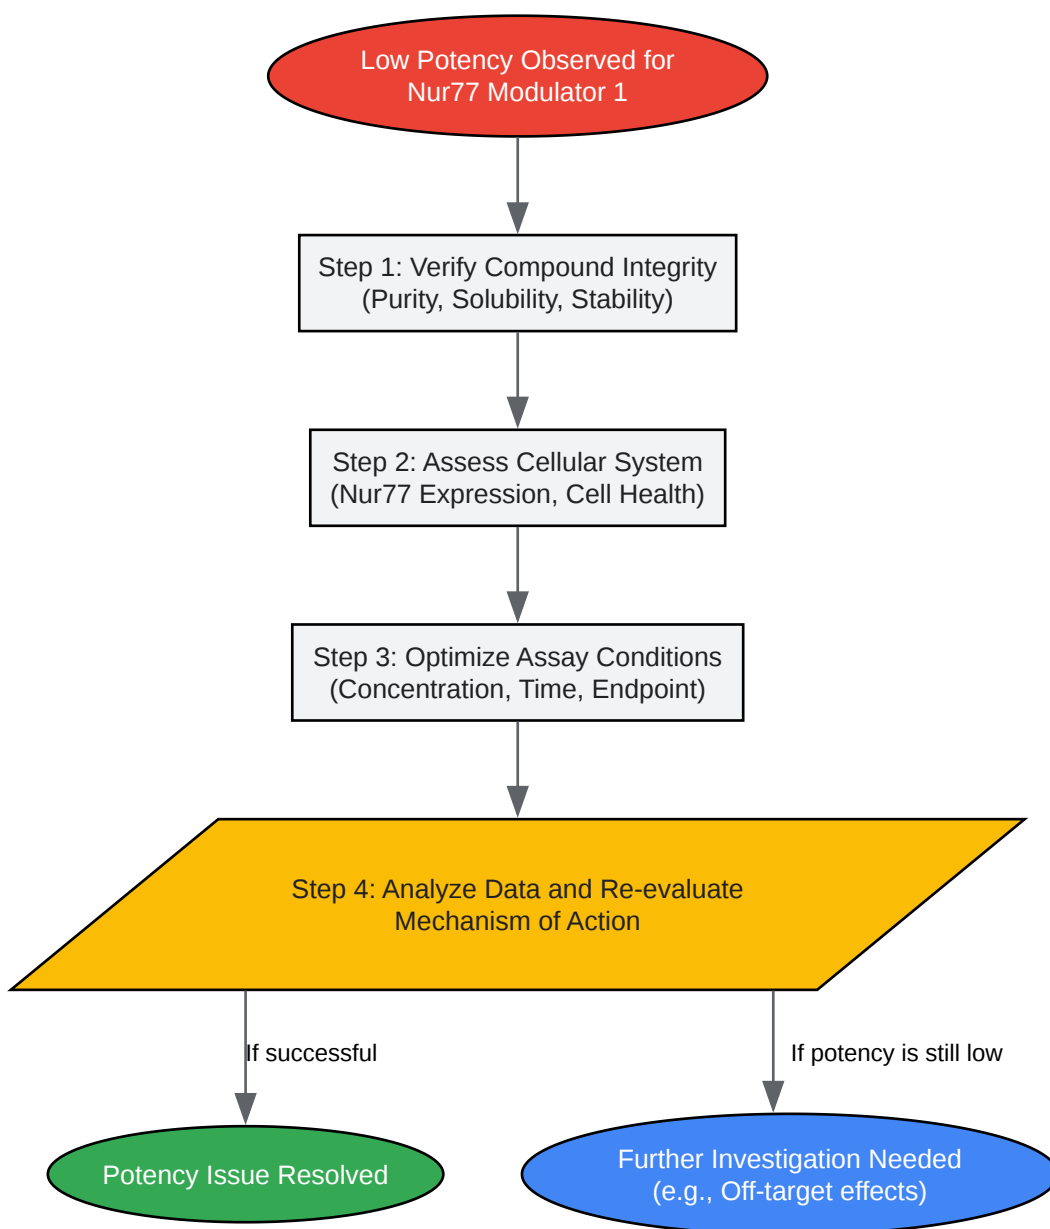 Low Potency Observed for
Nur77 Modulator 1
Step 1: Verify Compound Integrity
(Purity, Solubility, Stability)
Step 2: Assess Cellular System
(Nur77 Expression, Cell Health)
Step 3: Optimize Assay Conditions
(Concentration, Time, Endpoint)
Step 4: Analyze Data and Re-evaluate
Mechanism of Action
If successful
If potency is still low
Potency Issue Resolved
Further Investigation Needed
(e.g., Off-target effects)